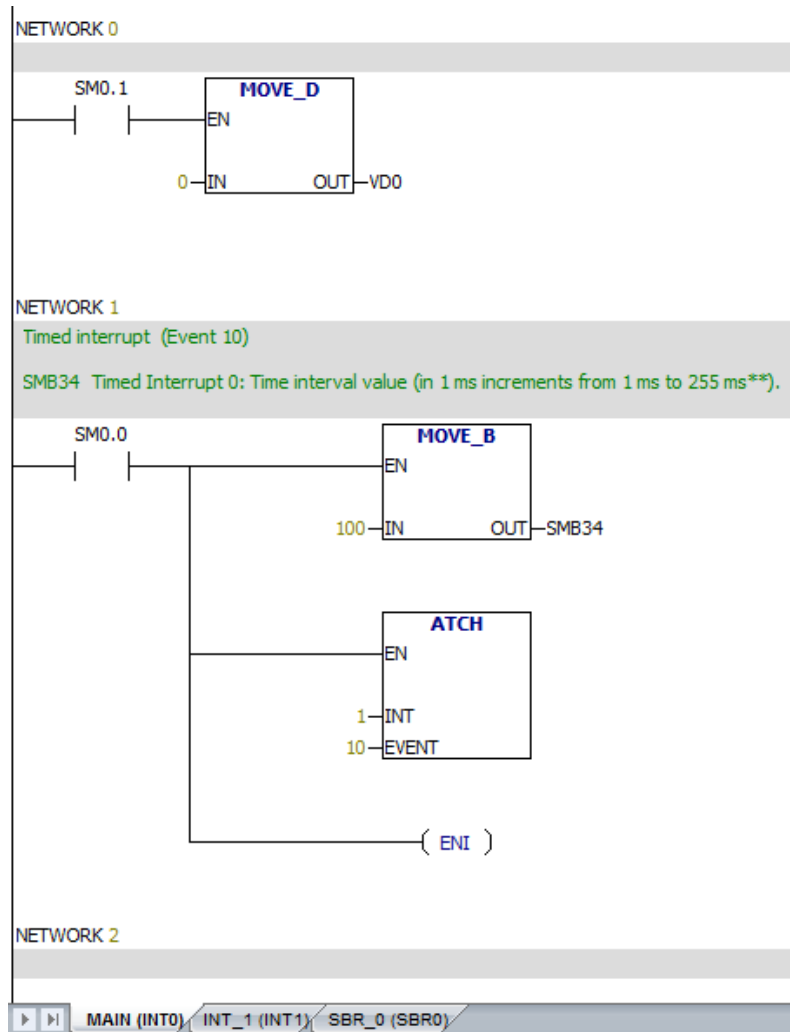 NETWORK 0
SM0.1
MOVE_D
EN
0 IN OUT VD0
NETWORK 1
Timed interrupt (Event 10)
SMB34 Timed Interrupt 0: Time interval value (in 1 ms increments from 1 ms to 255 ms**).
SM0.0
MOVE_B
EN
100 IN OUT SMB34
ATCH
EN
1 INT
10 EVENT
( ENI )
NETWORK 2
MAIN (INT0) INT_1 (INT1) SBR_0 (SBR0)